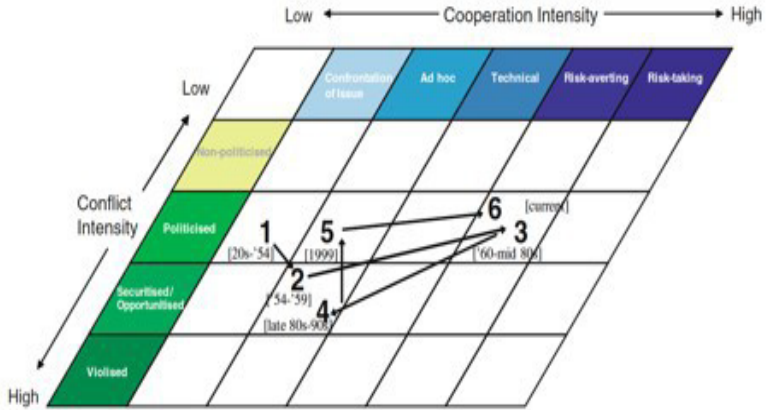 Low Cooperation Intensity High
Confrontation of Issue
Ad hoc
Technical
Risk-averting
Risk-taking
Low
Non-politicised
Conflict
Intensity
Politicised
1
[20s-'54]
5
[1999]
6
[current]
3
['60-mid 80s]
Securitised/
Opportunitised
2
['54-'59]
4
[late 80s-90s]
Violised
High